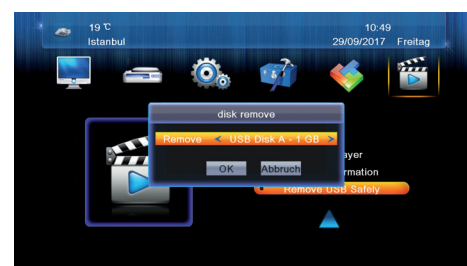 19 °C
10:49
Istanbul
29/09/2017 Freitag
disk remove
Remove < USB Disk A - 1 GB >
OK Abbruch
ayer
rmation
Remove USB Safely